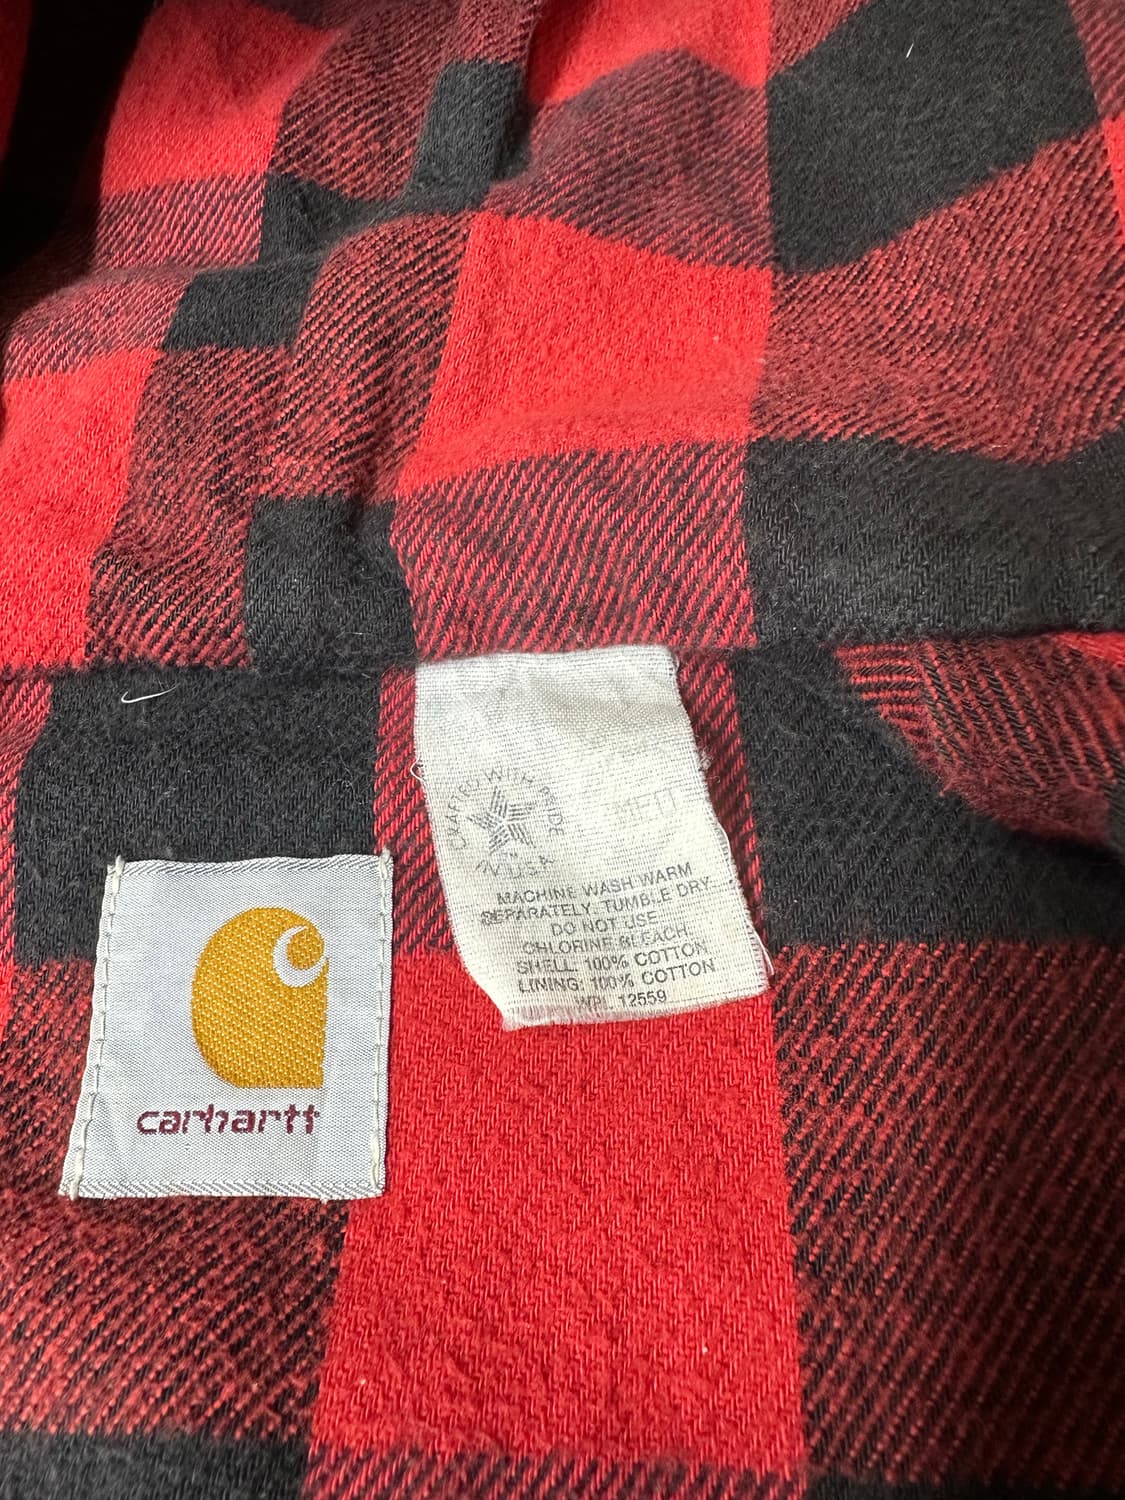 CRAFTED WITH PRIDE
IN USA
MED
MACHINE WASH WARM
SEPARATELY. TUMBLE DRY.
DO NOT USE
CHLORINE BLEACH.
SHELL: 100% COTTON
LINING: 100% COTTON
WPL 12559
carhartt